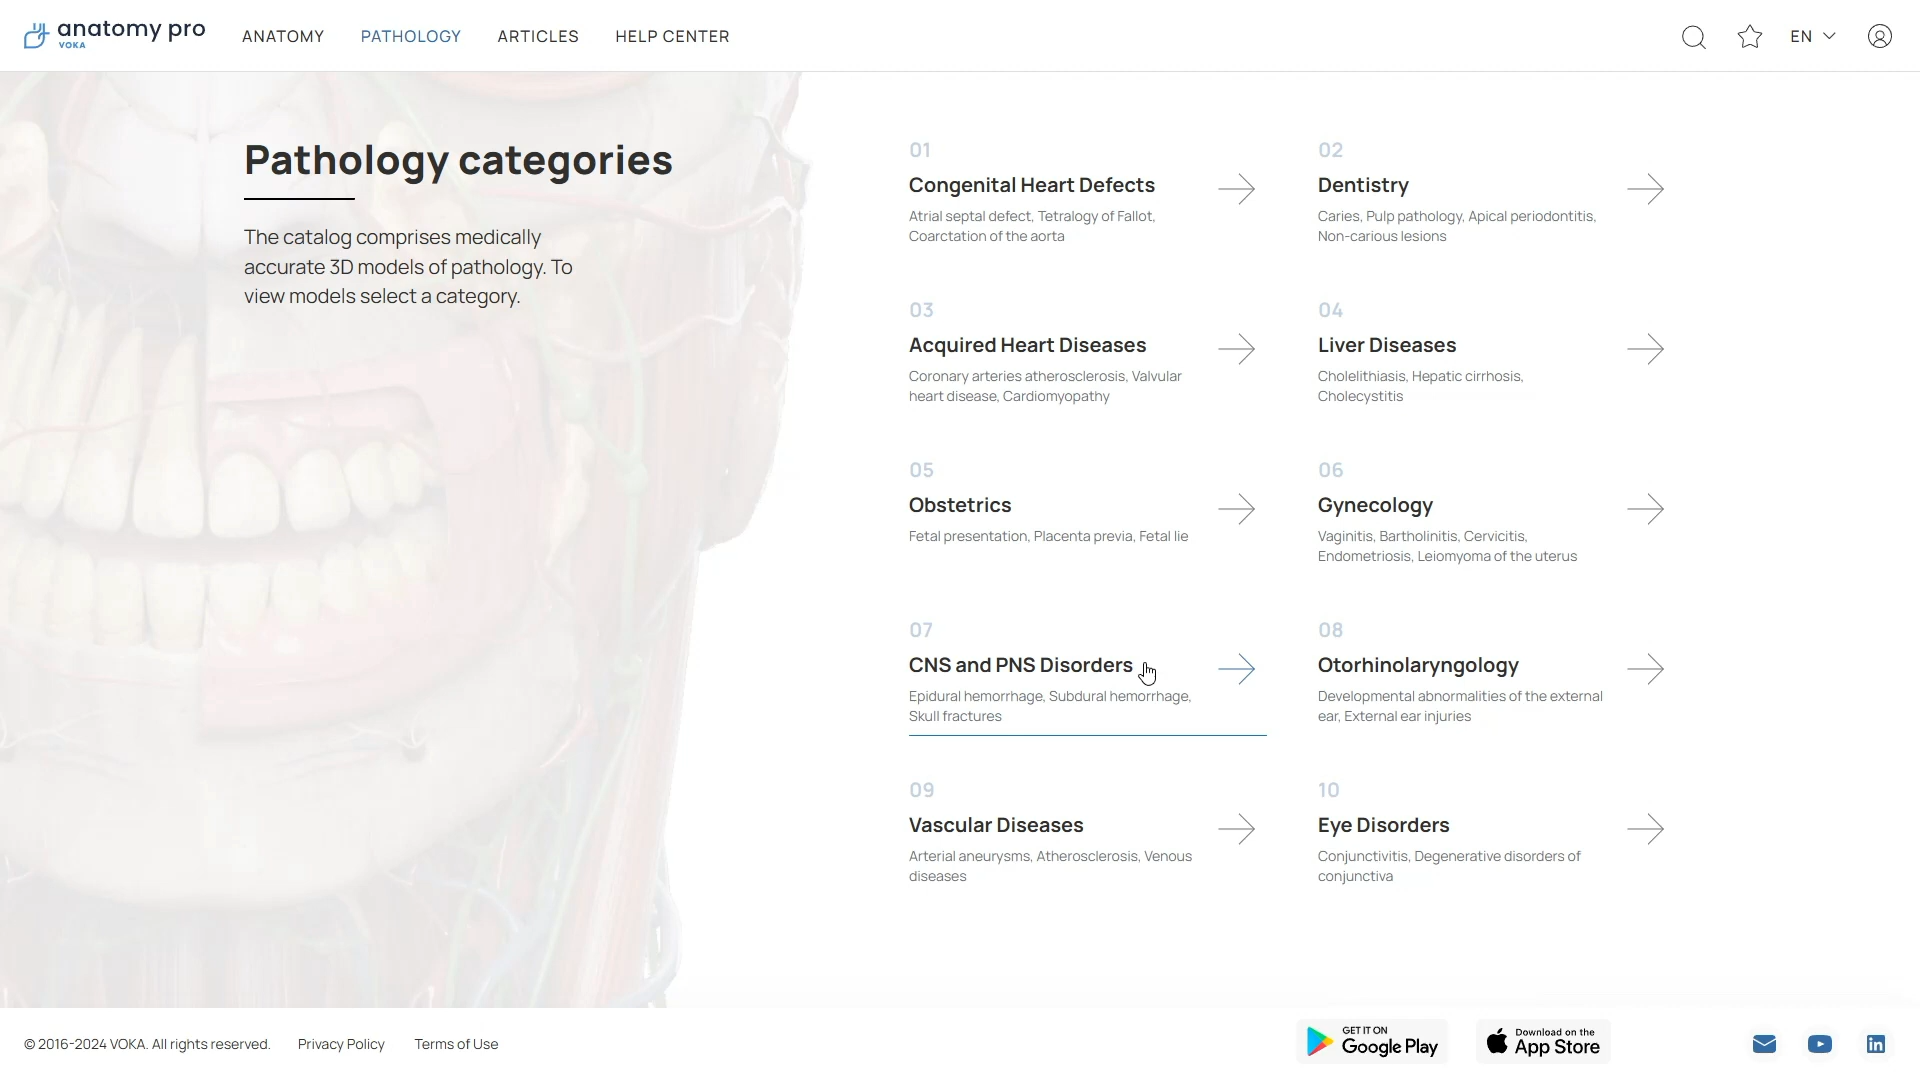 anatomy pro
VOKA
ANATOMY
PATHOLOGY
ARTICLES
HELP CENTER
EN
Pathology categories
The catalog comprises medically
accurate 3D models of pathology. To
view models select a category.
01
Congenital Heart Defects
Atrial septal defect, Tetralogy of Fallot,
Coarctation of the aorta
02
Dentistry
Caries, Pulp pathology, Apical periodontitis,
Non-carious lesions
03
Acquired Heart Diseases
Coronary arteries atherosclerosis, Valvular
heart disease, Cardiomyopathy
04
Liver Diseases
Cholelithiasis, Hepatic cirrhosis,
Cholecystitis
05
Obstetrics
Fetal presentation, Placenta previa, Fetal lie
06
Gynecology
Vaginitis, Bartholinitis, Cervicitis,
Endometriosis, Leiomyoma of the uterus
07
CNS and PNS Disorders
Epidural hemorrhage, Subdural hemorrhage,
Skull fractures
08
Otorhinolaryngology
Developmental abnormalities of the external
ear, External ear injuries
09
Vascular Diseases
Arterial aneurysms, Atherosclerosis, Venous
diseases
10
Eye Disorders
Conjunctivitis, Degenerative disorders of
conjunctiva
© 2016-2024 VOKA. All rights reserved.
Privacy Policy
Terms of Use
GET IT ON
Google Play
Download on the
App Store
in